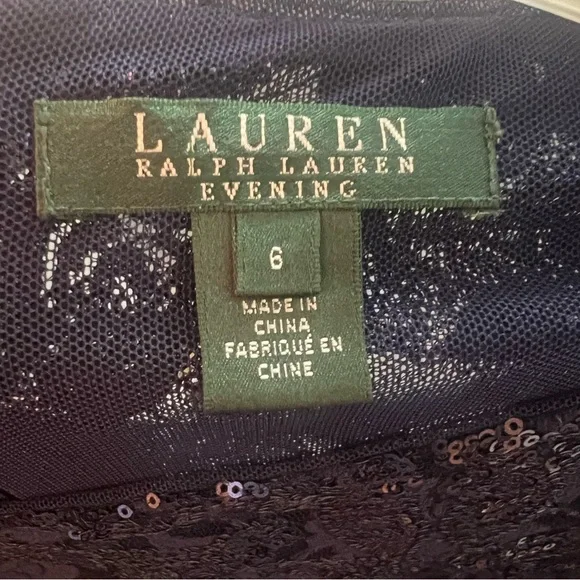 LAUREN
RALPH LAUREN
EVENING
6
MADE IN
CHINA
FABRIQUÉ EN
CHINE